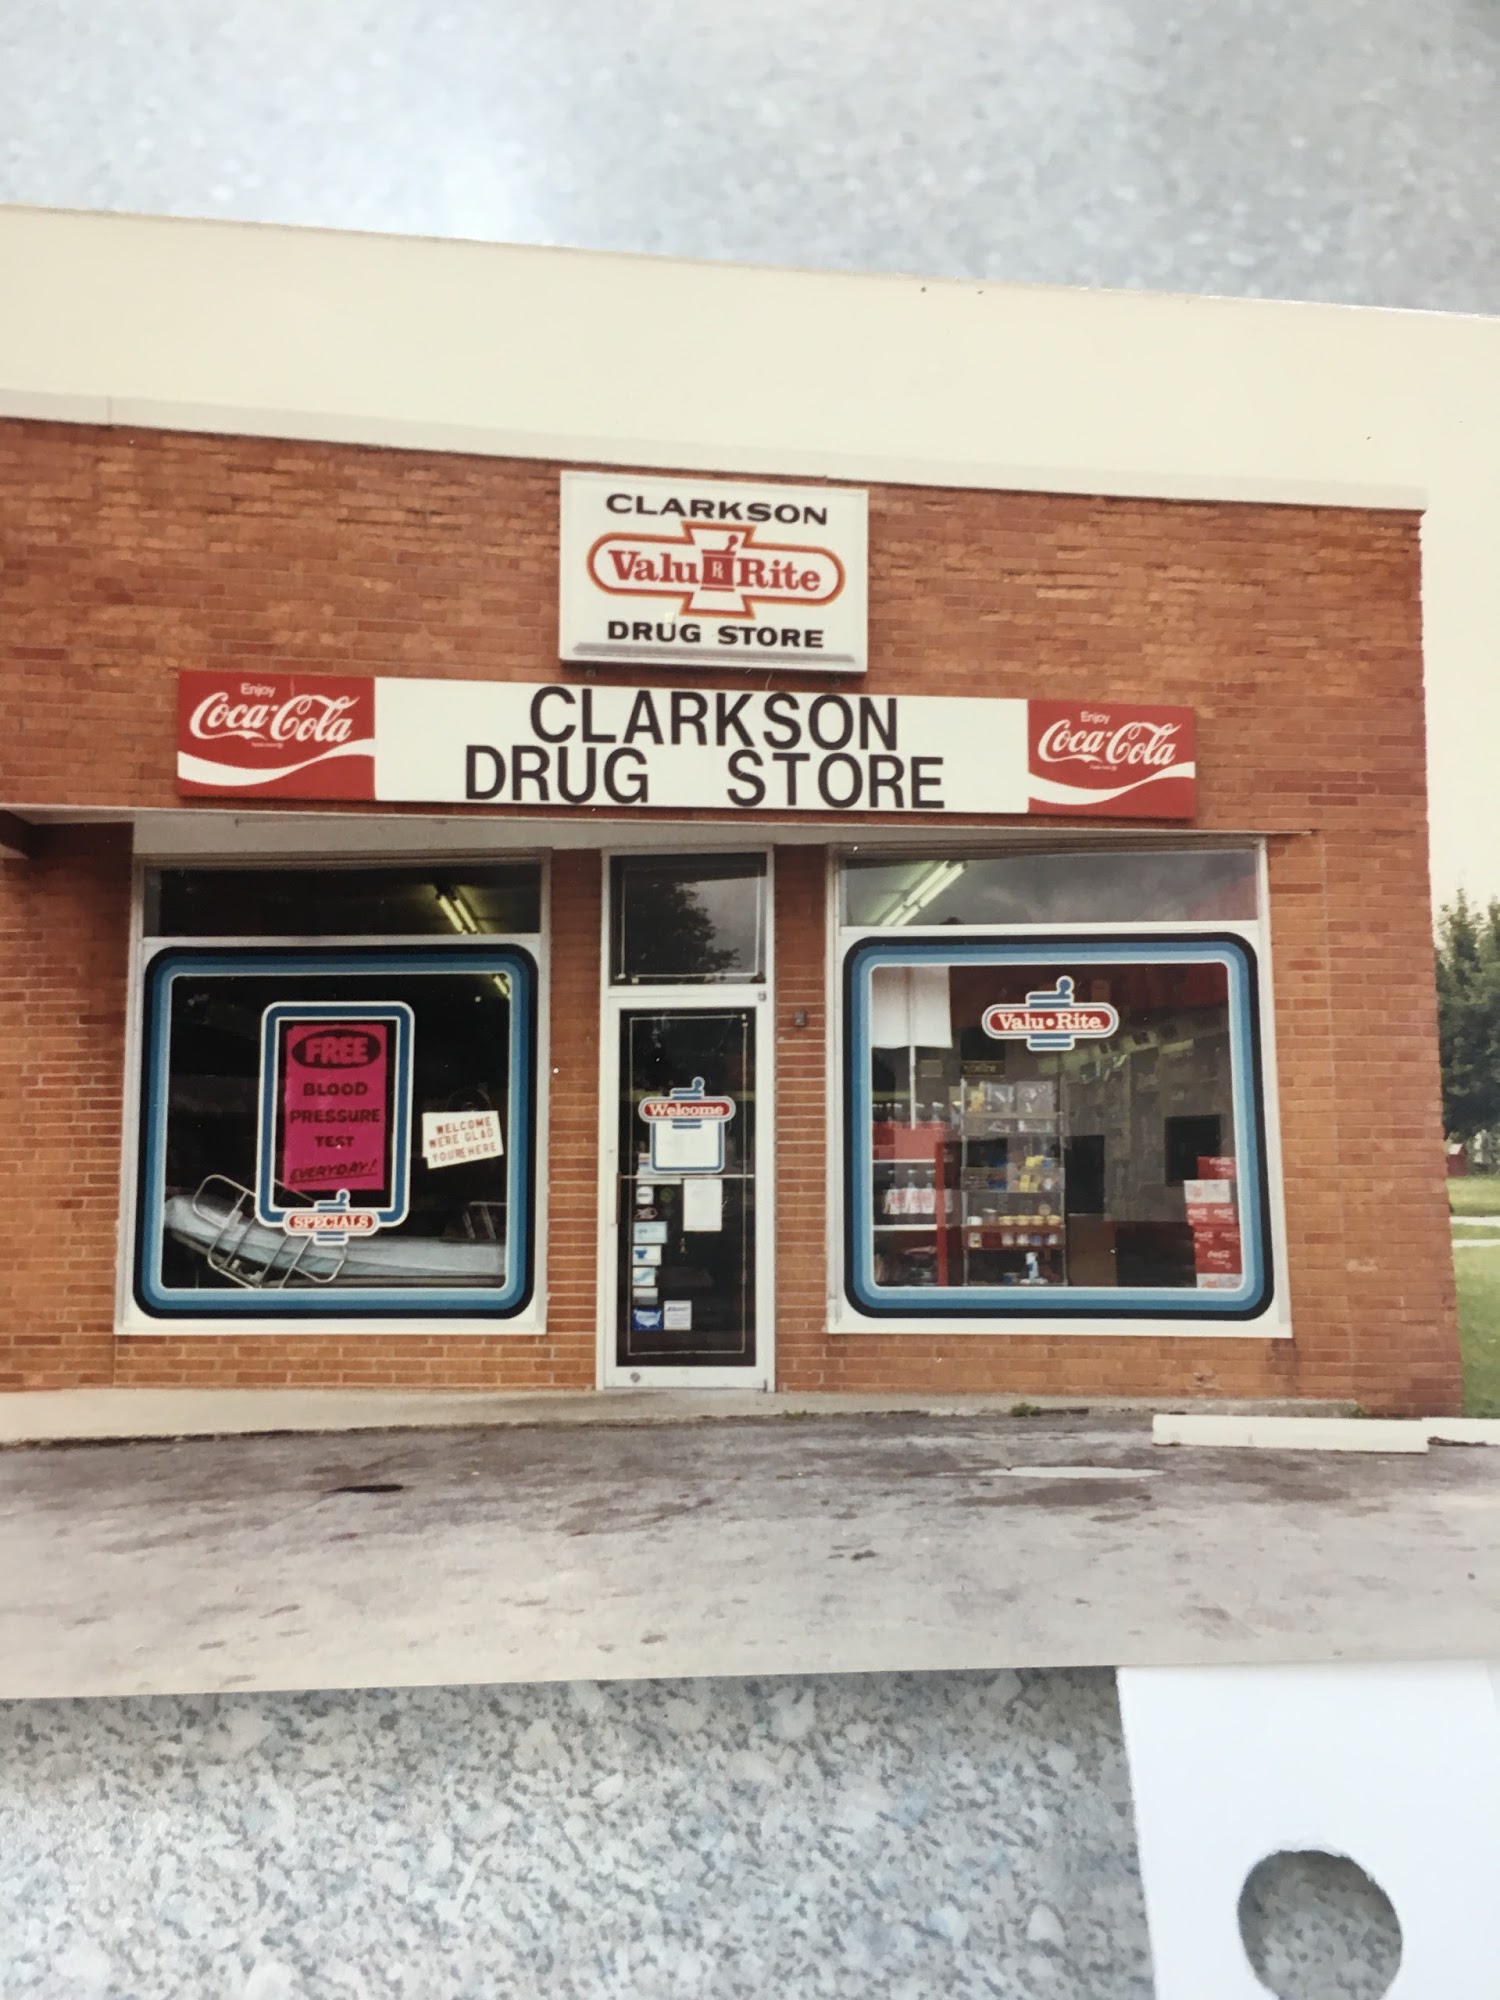 CLARKSON
Valu R Rite
DRUG STORE
Enjoy
Coca-Cola
CLARKSON
DRUG STORE
Enjoy
Coca-Cola
FREE
BLOOD
PRESSURE
TEST
EVERYDAY!
SPECIALS
WELCOME
WE'RE GLAD
YOU'RE HERE
Welcome
Valu•Rite